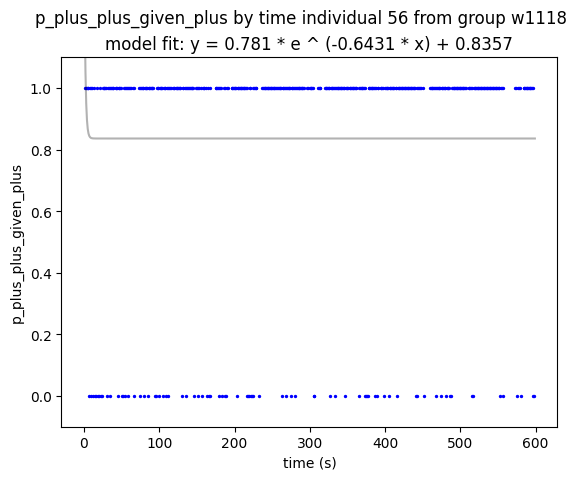 p_plus_plus_given_plus by time individual 56 from group w1118
model fit: y = 0.781 * e ^ (-0.6431 * x) + 0.8357
1.0
0.8
0.6
0.4
0.2
0.0
p_plus_plus_given_plus
0 100 200 300 400 500 600
time (s)